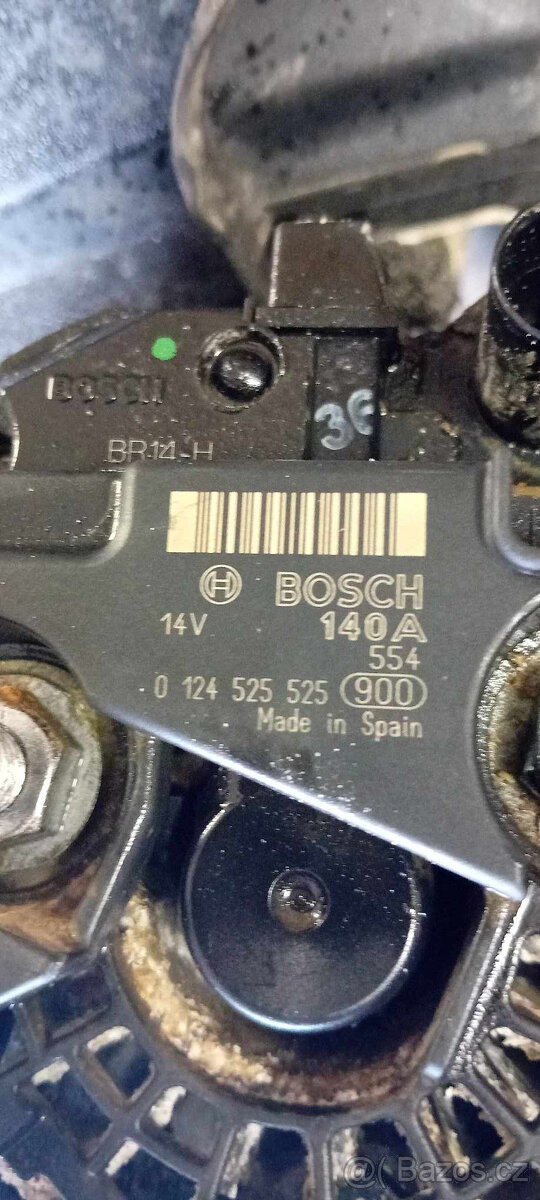 BOSCH
36
BR14-H
BOSCH
14V 140A
554
0 124 525 525 900
Made in Spain
Bazos.cz